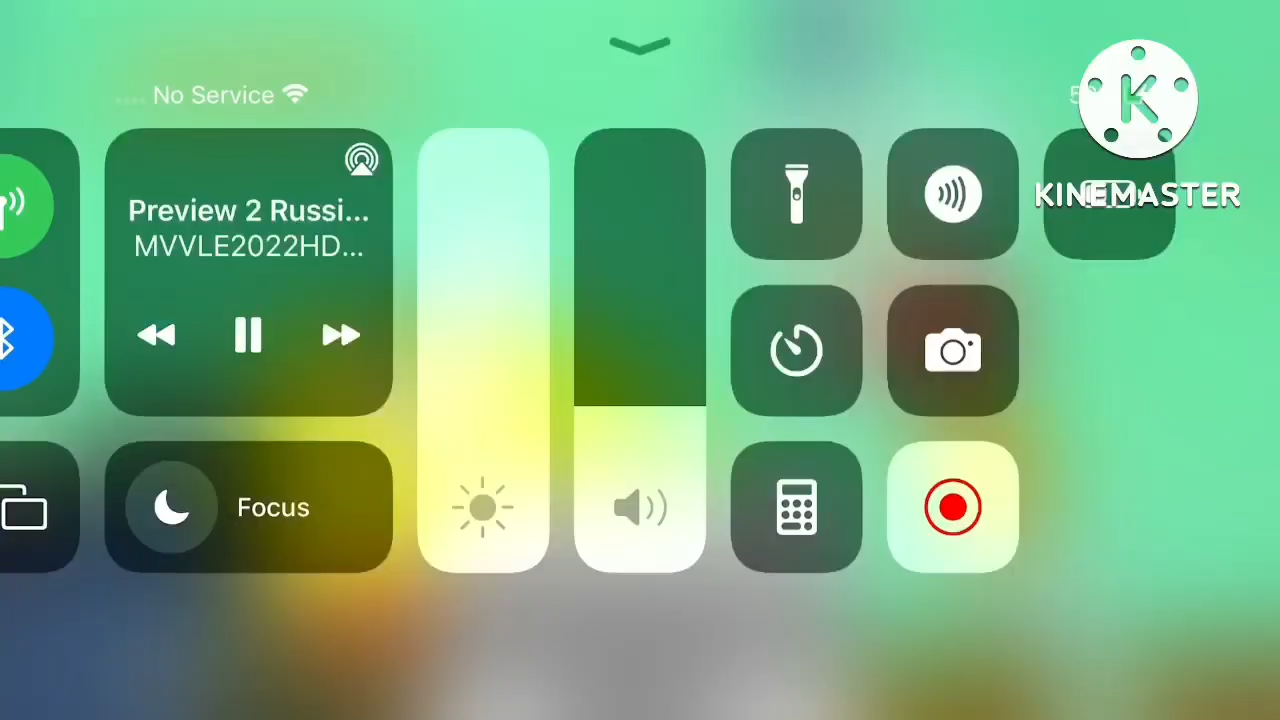 No Service
Preview 2 Russi...
MVVLE2022HD...
Focus
K
KINEMASTER